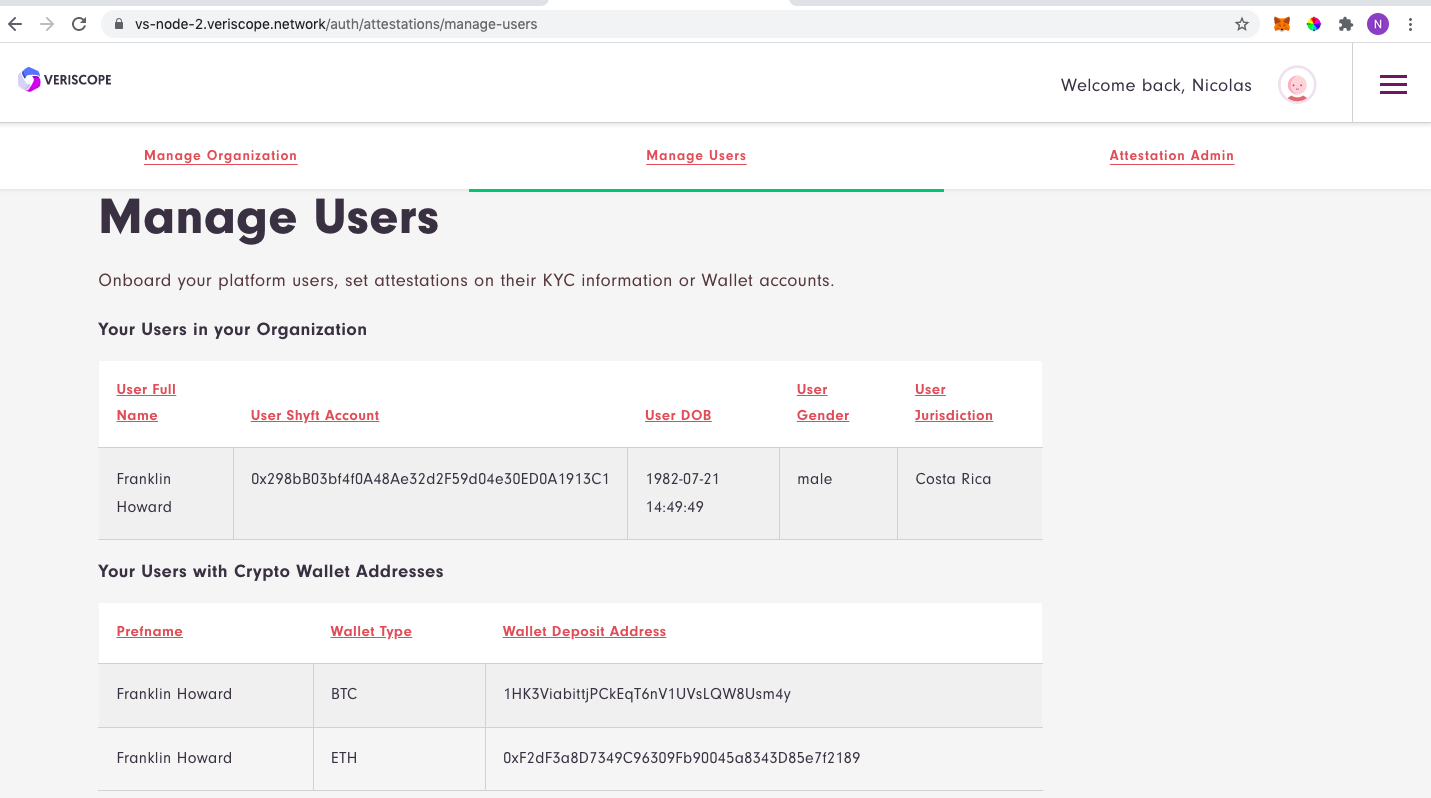 vs-node-2.veriscope.network/auth/attestations/manage-users
N
VERISCOPE
Welcome back, Nicolas
Manage Organization
Manage Users
Attestation Admin
Manage Users
Onboard your platform users, set attestations on their KYC information or Wallet accounts.
Your Users in your Organization
User Full Name
User Shyft Account
User DOB
User Gender
User Jurisdiction
Franklin Howard
0x298bB03bf4f0A48Ae32d2F59d04e30ED0A1913C1
1982-07-21 14:49:49
male
Costa Rica
Your Users with Crypto Wallet Addresses
Prefname
Wallet Type
Wallet Deposit Address
Franklin Howard
BTC
1HK3ViabittjPCkEqT6nV1UVsLQW8Usm4y
Franklin Howard
ETH
0xF2dF3a8D7349C96309Fb90045a8343D85e7f2189